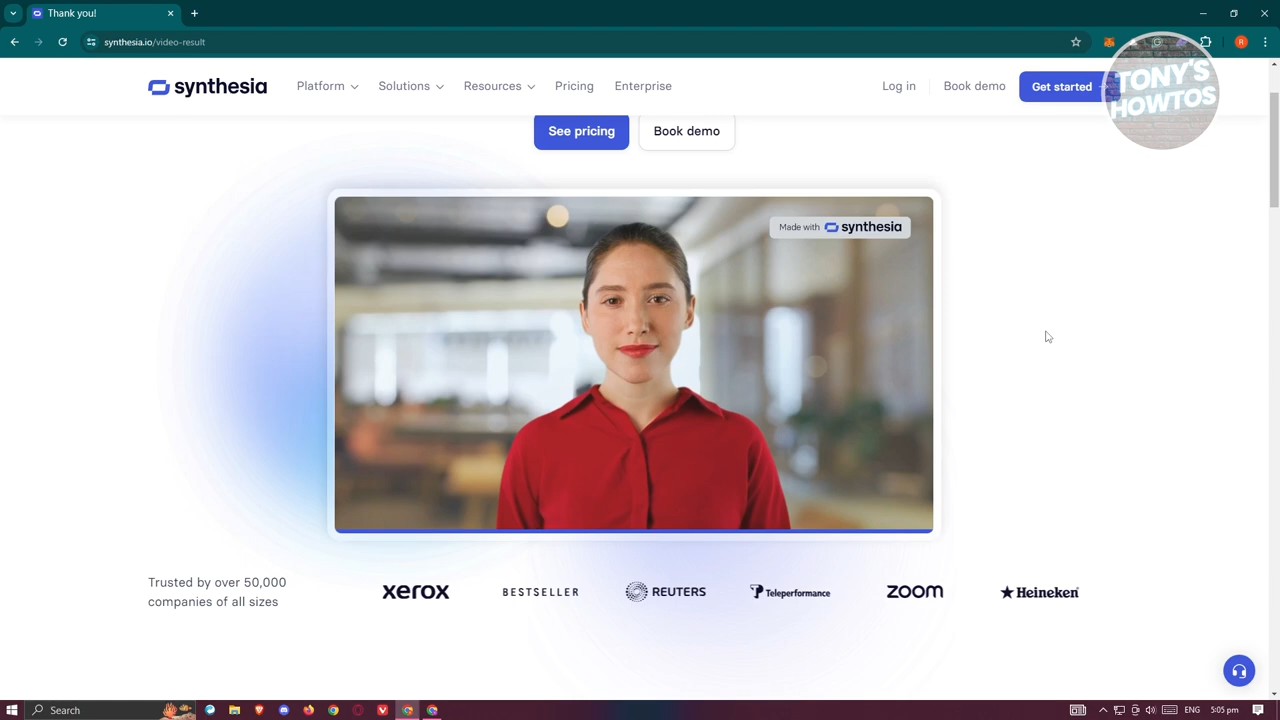 Thank you!
synthesia.io/video-result
R
synthesia
Platform
Solutions
Resources
Pricing
Enterprise
Log in
Book demo
Get started
TONY'S
HOWTOS
See pricing
Book demo
Made with synthesia
Trusted by over 50,000
companies of all sizes
xerox
BESTSELLER
REUTERS
Teleperformance
zoom
Heineken
Search
ENG
5:05 pm